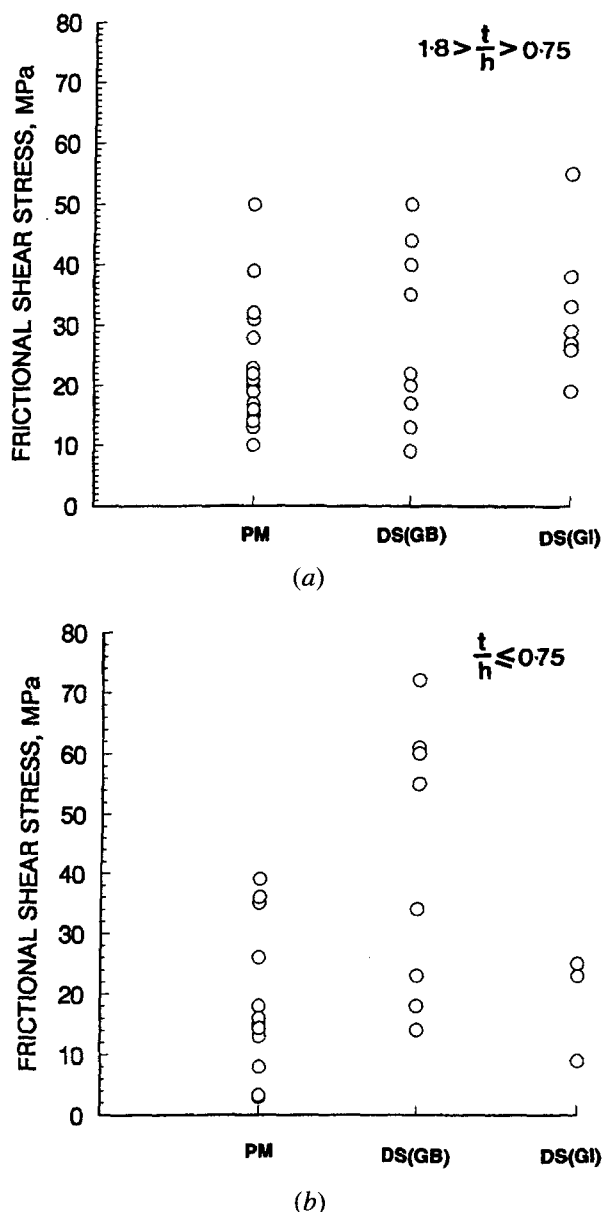 80
70
60
50
40
30
20
10
0
FRICTIONAL SHEAR STRESS, MPa
1·8 > t/h > 0·75
PM DS(GB) DS(GI)
(a)
80
70
60
50
40
30
20
10
0
FRICTIONAL SHEAR STRESS, MPa
t/h ≤ 0·75
PM DS(GB) DS(GI)
(b)